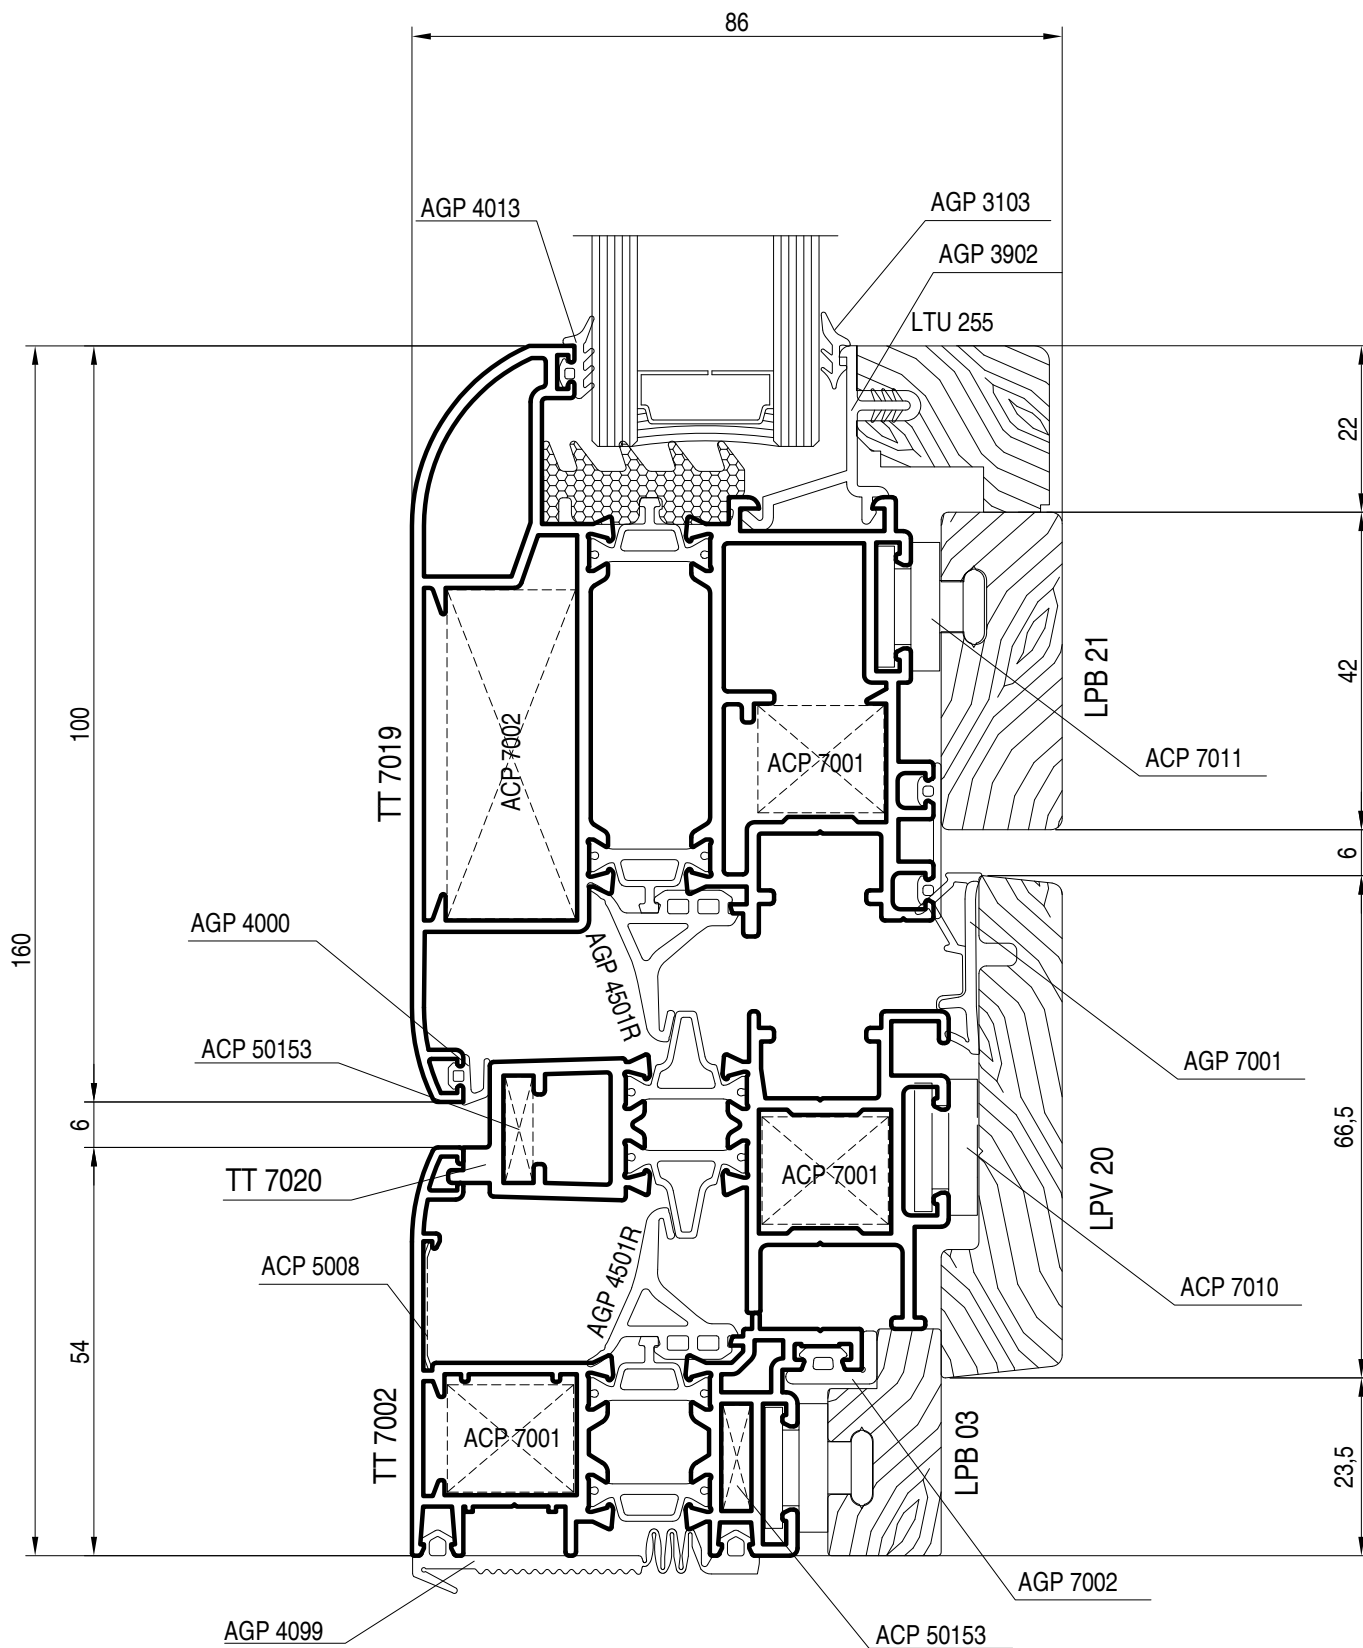 86
AGP 4013
AGP 3103
AGP 3902
LTU 255
22
42
LPB 21
ACP 7011
100
160
TT 7019
ACP 7002
ACP 7001
6
AGP 4000
AGP 4501R
ACP 50153
AGP 7001
6
66,5
TT 7020
ACP 7001
LPV 20
ACP 5008
AGP 4501R
ACP 7010
54
TT 7002
ACP 7001
LPB 03
23,5
AGP 7002
AGP 4099
ACP 50153